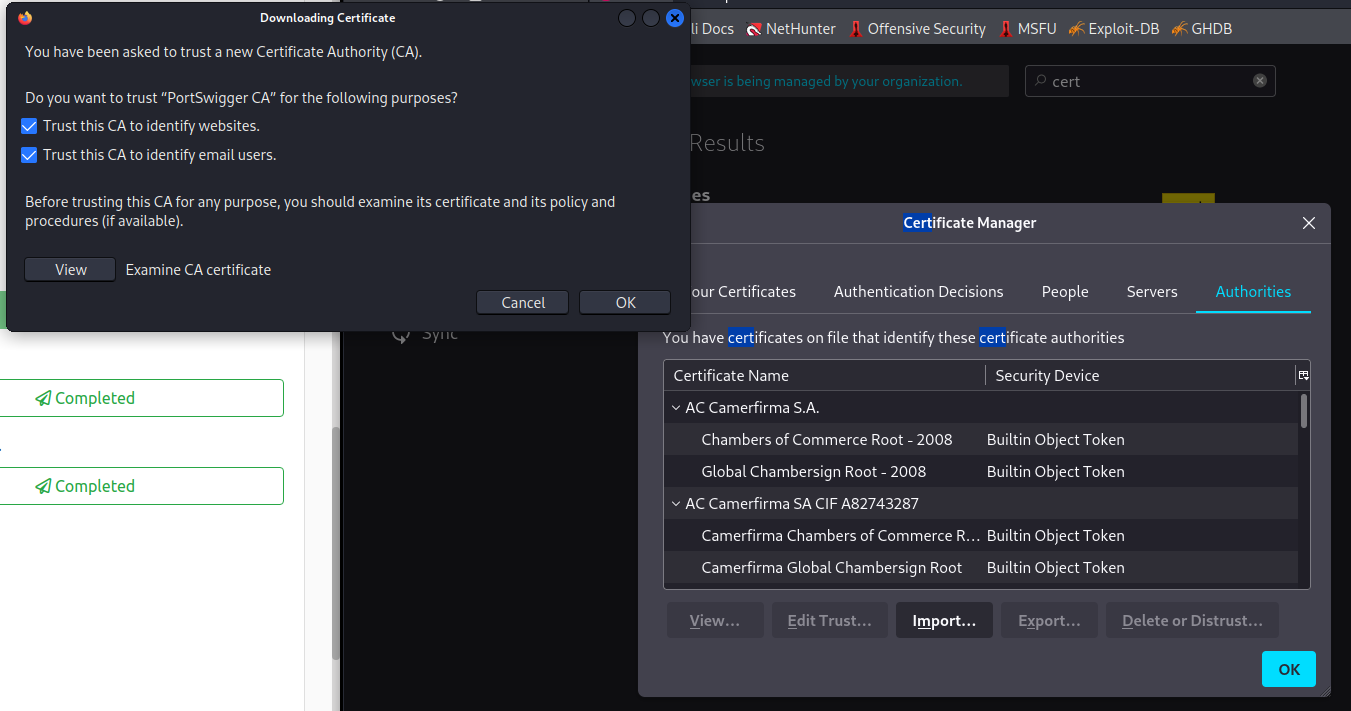 Downloading Certificate
You have been asked to trust a new Certificate Authority (CA).
Do you want to trust “PortSwigger CA” for the following purposes?
Trust this CA to identify websites.
Trust this CA to identify email users.
Before trusting this CA for any purpose, you should examine its certificate and its policy and
procedures (if available).
View Examine CA certificate
Cancel OK
Docs NetHunter Offensive Security MSFU Exploit-DB GHDB
is being managed by your organization.
cert
Results
Sync
Completed
Completed
Certificate Manager
our Certificates Authentication Decisions People Servers Authorities
You have certificates on file that identify these certificate authorities
Certificate Name Security Device
AC Camerfirma S.A.
Chambers of Commerce Root - 2008 Builtin Object Token
Global Chambersign Root - 2008 Builtin Object Token
AC Camerfirma SA CIF A82743287
Camerfirma Chambers of Commerce R… Builtin Object Token
Camerfirma Global Chambersign Root Builtin Object Token
View… Edit Trust… Import… Export… Delete or Distrust…
OK